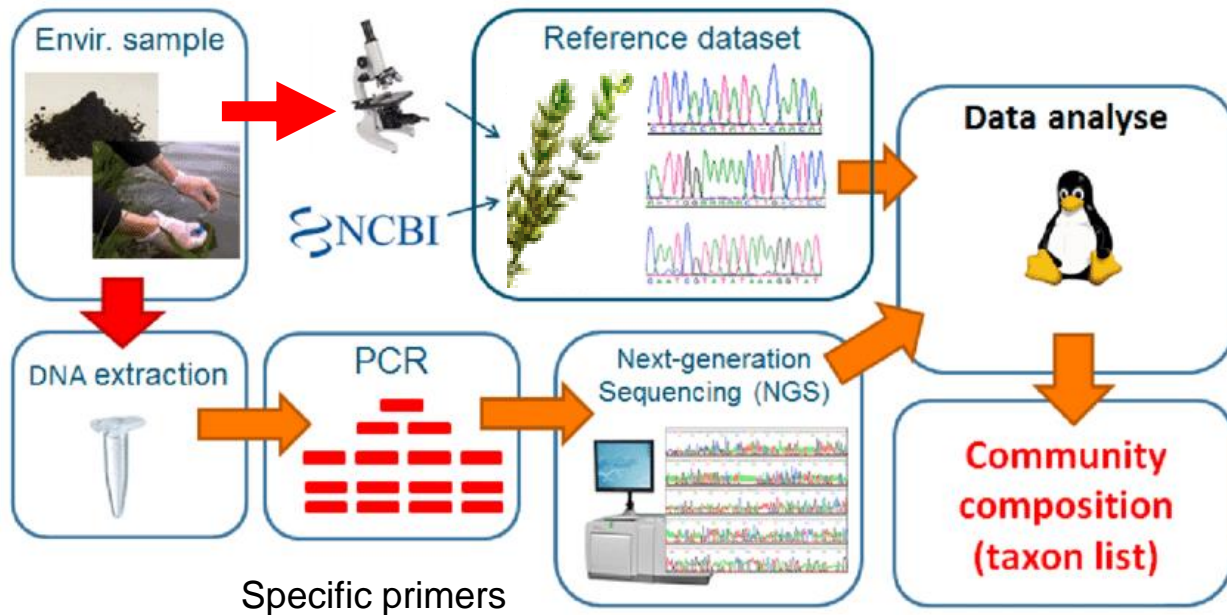 Envir. sample
Reference dataset
NCBI
Data analyse
DNA extraction
PCR
Next-generation
Sequencing (NGS)
Community
composition
(taxon list)
Specific primers